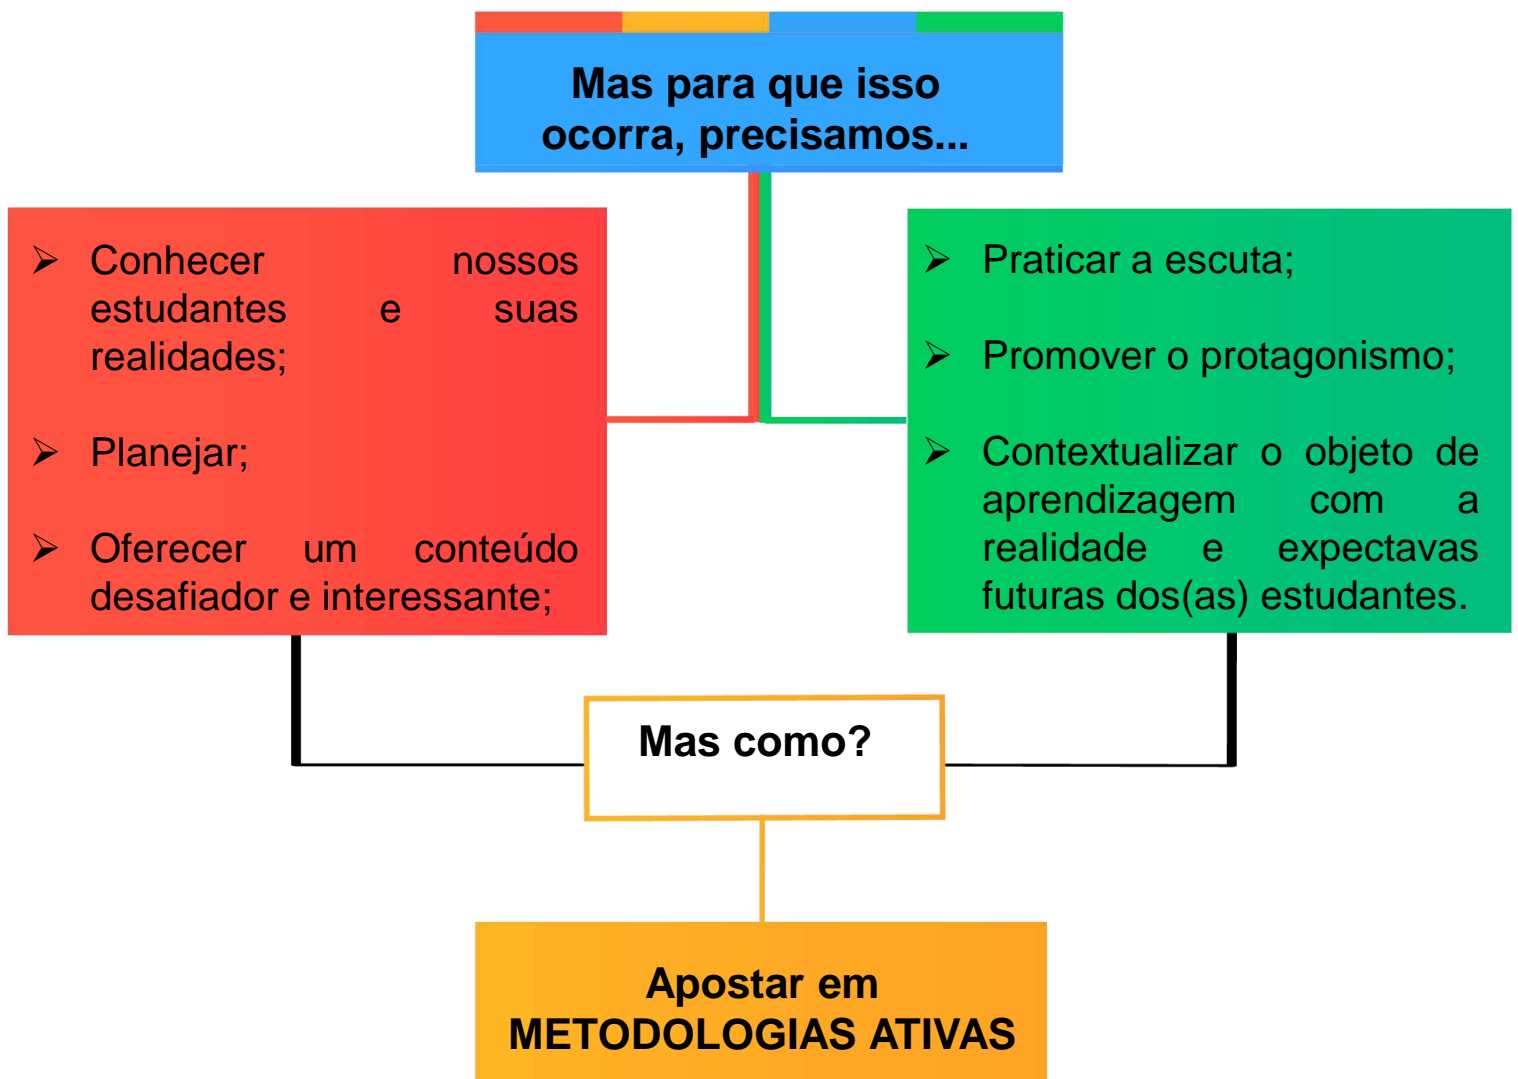 Mas para que isso
ocorra, precisamos...
➢ Conhecer nossos
estudantes e suas
realidades;
➢ Planejar;
➢ Oferecer um conteúdo
desafiador e interessante;
➢ Praticar a escuta;
➢ Promover o protagonismo;
➢ Contextualizar o objeto de
aprendizagem com a
realidade e expectavas
futuras dos(as) estudantes.
Mas como?
Apostar em
METODOLOGIAS ATIVAS